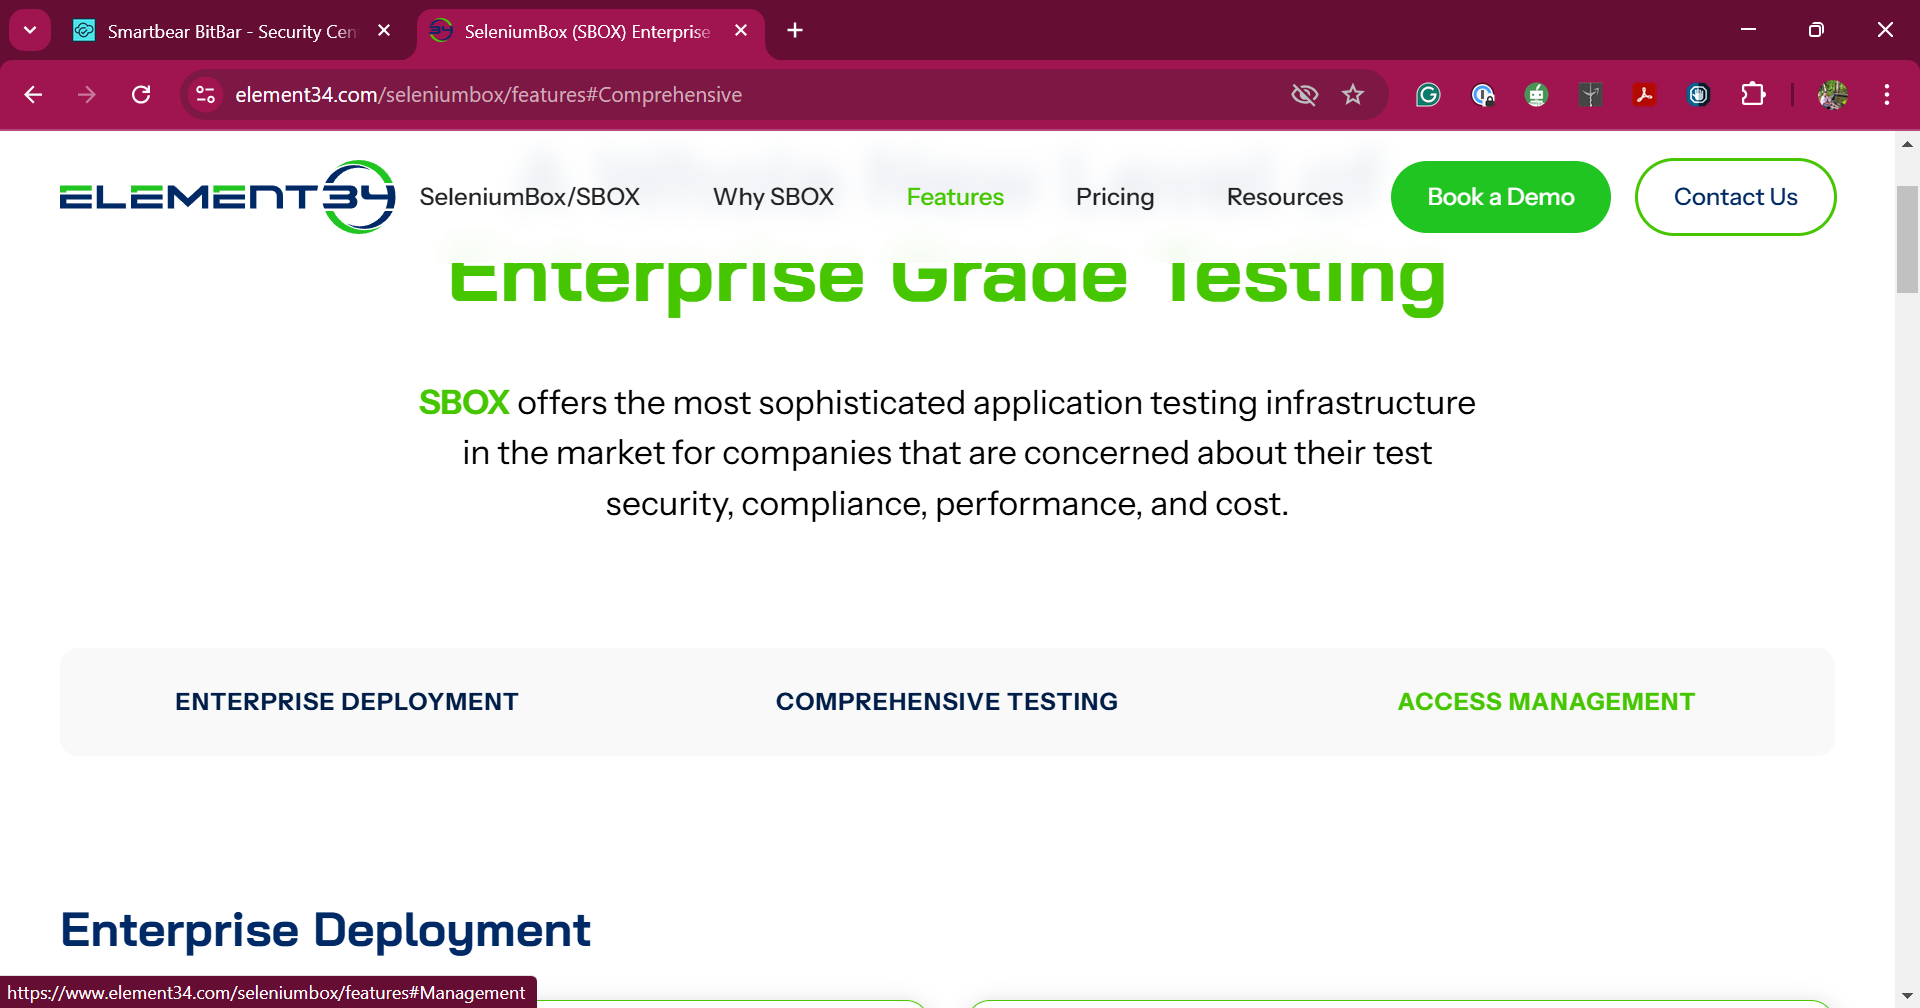 Smartbear BitBar - Security Cen
SeleniumBox (SBOX) Enterprise
element34.com/seleniumbox/features#Comprehensive
ELEMENT34
SeleniumBox/SBOX
Why SBOX
Features
Pricing
Resources
Book a Demo
Contact Us
Enterprise Grade Testing
SBOX offers the most sophisticated application testing infrastructure
in the market for companies that are concerned about their test
security, compliance, performance, and cost.
ENTERPRISE DEPLOYMENT
COMPREHENSIVE TESTING
ACCESS MANAGEMENT
Enterprise Deployment
https://www.element34.com/seleniumbox/features#Management